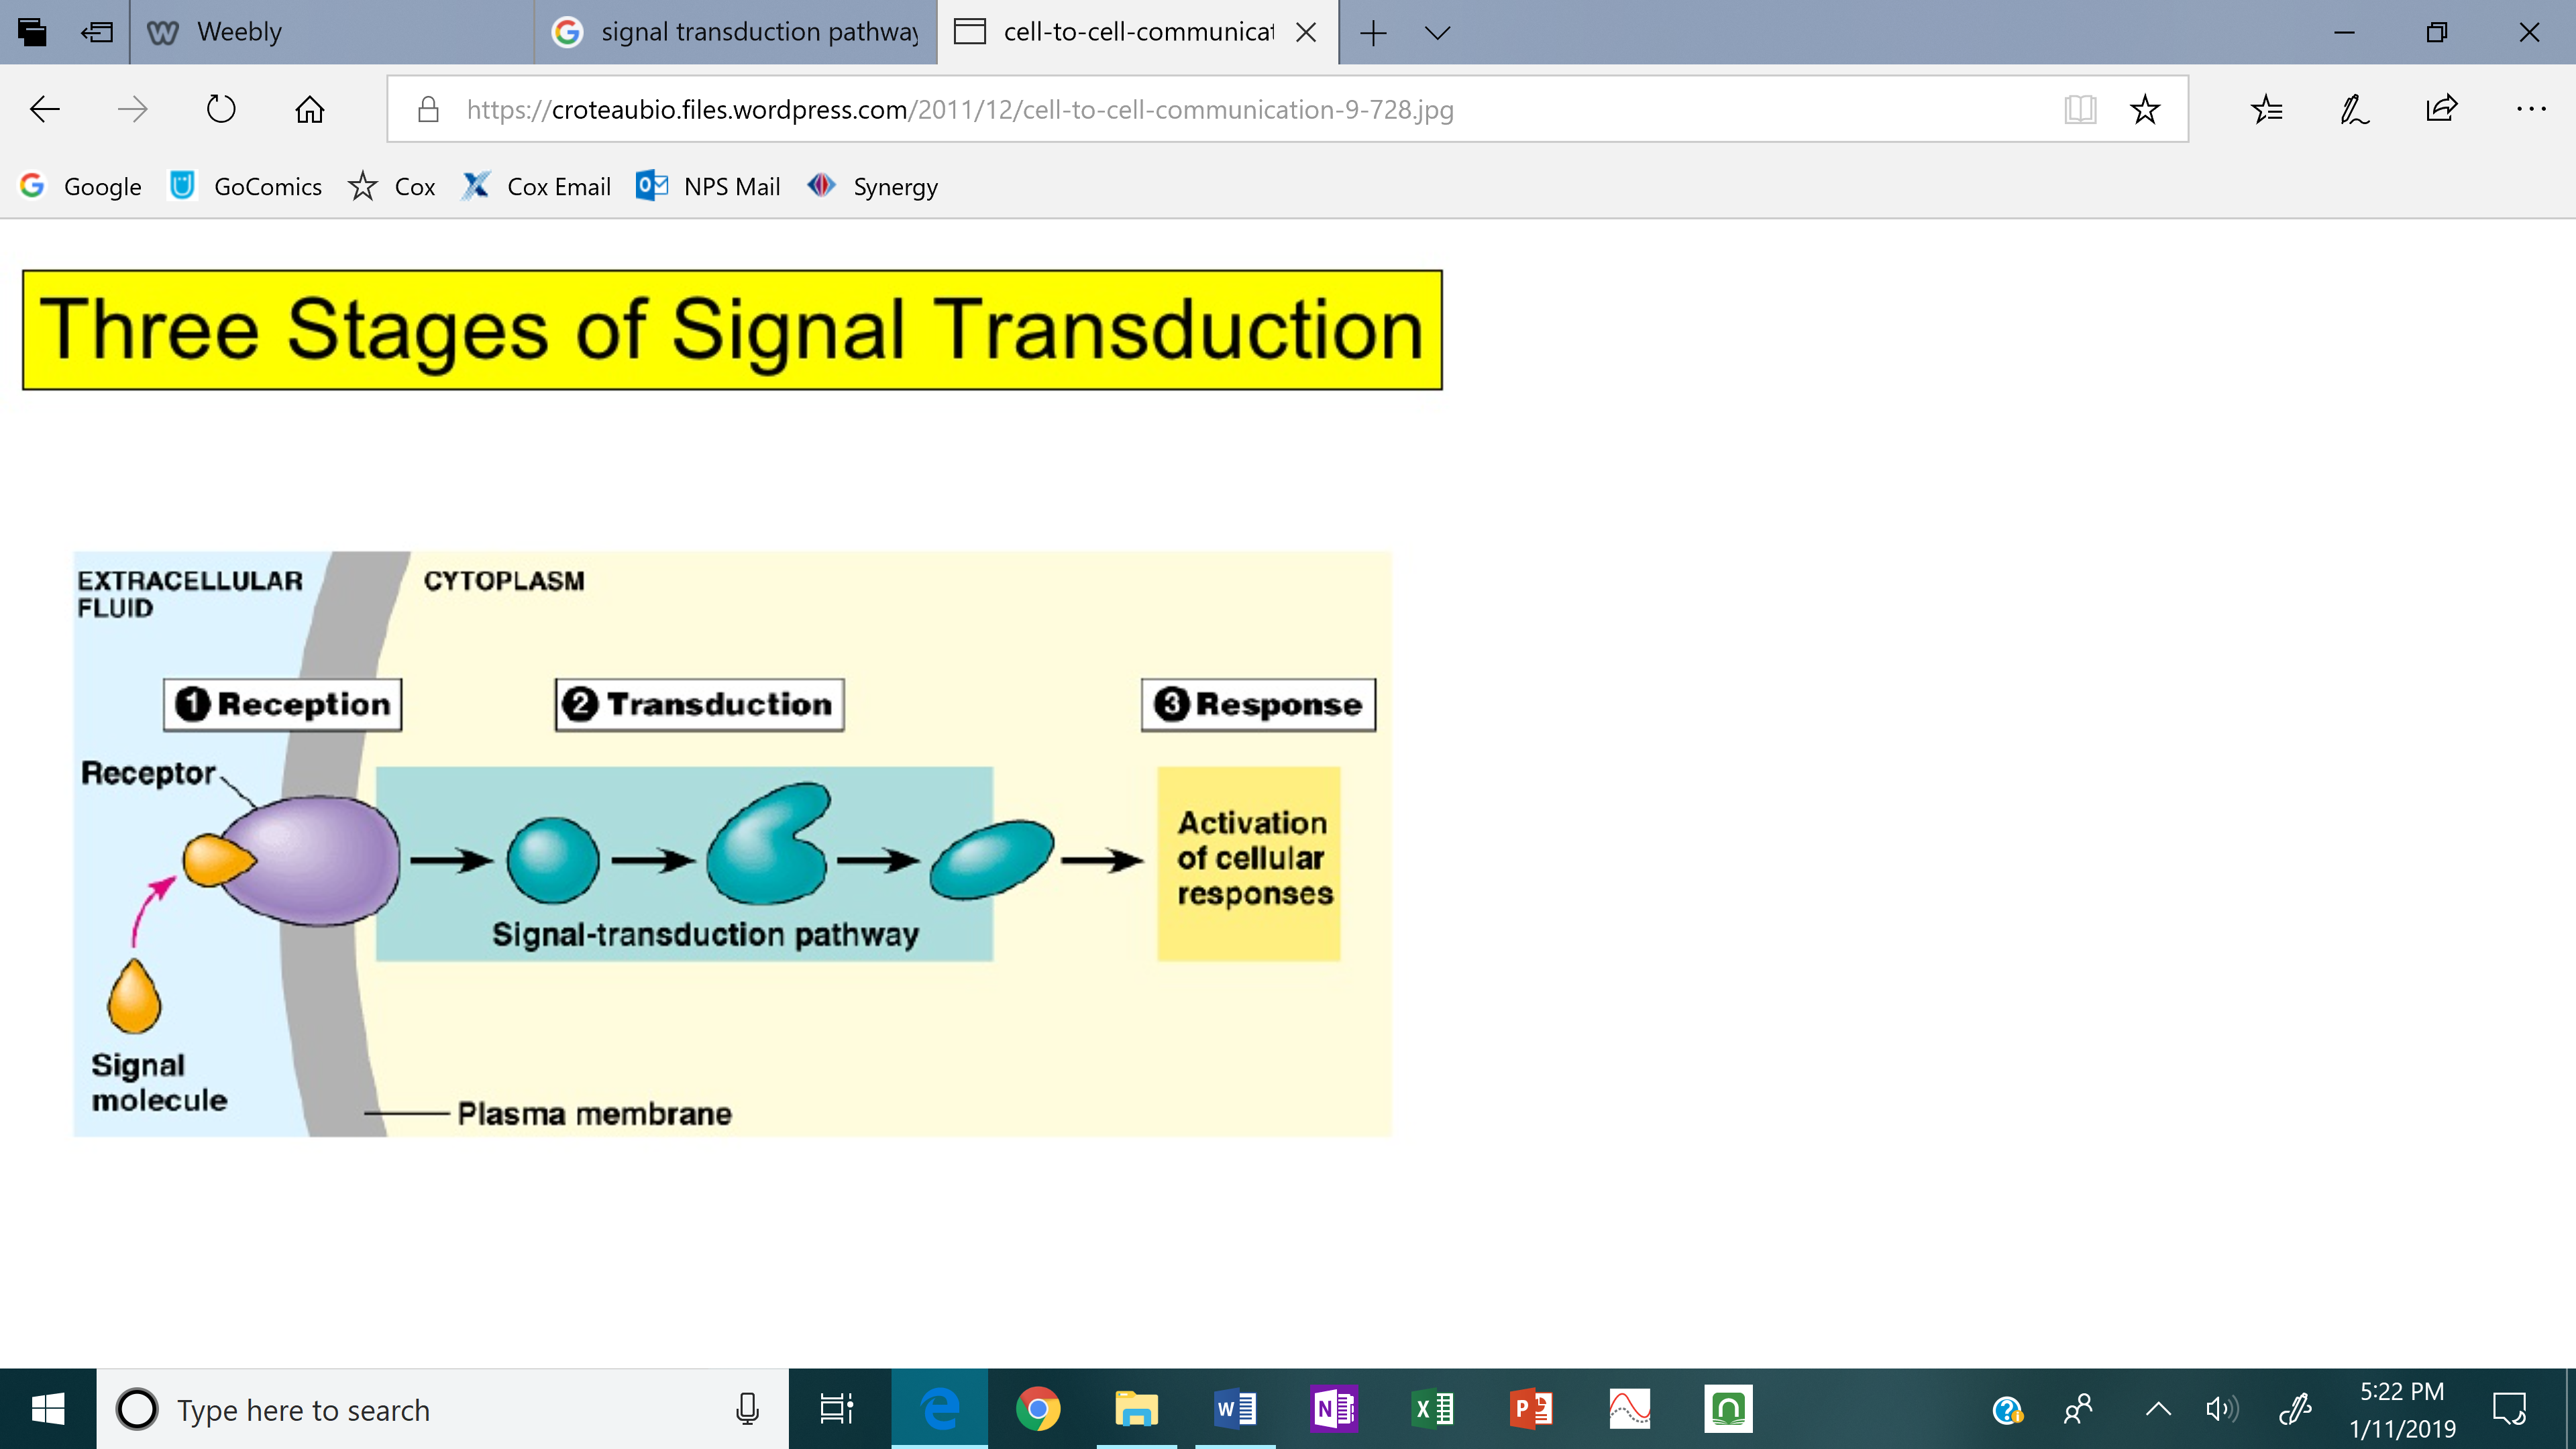 Weebly
signal transduction pathway
cell-to-cell-communicat
https://croteaubio.files.wordpress.com/2011/12/cell-to-cell-communication-9-728.jpg
Google
GoComics
Cox
Cox Email
NPS Mail
Synergy
Three Stages of Signal Transduction
EXTRACELLULAR
FLUID
CYTOPLASM
1 Reception
2 Transduction
3 Response
Receptor
Activation
of cellular
responses
Signal-transduction pathway
Signal
molecule
Plasma membrane
Type here to search
5:22 PM
1/11/2019